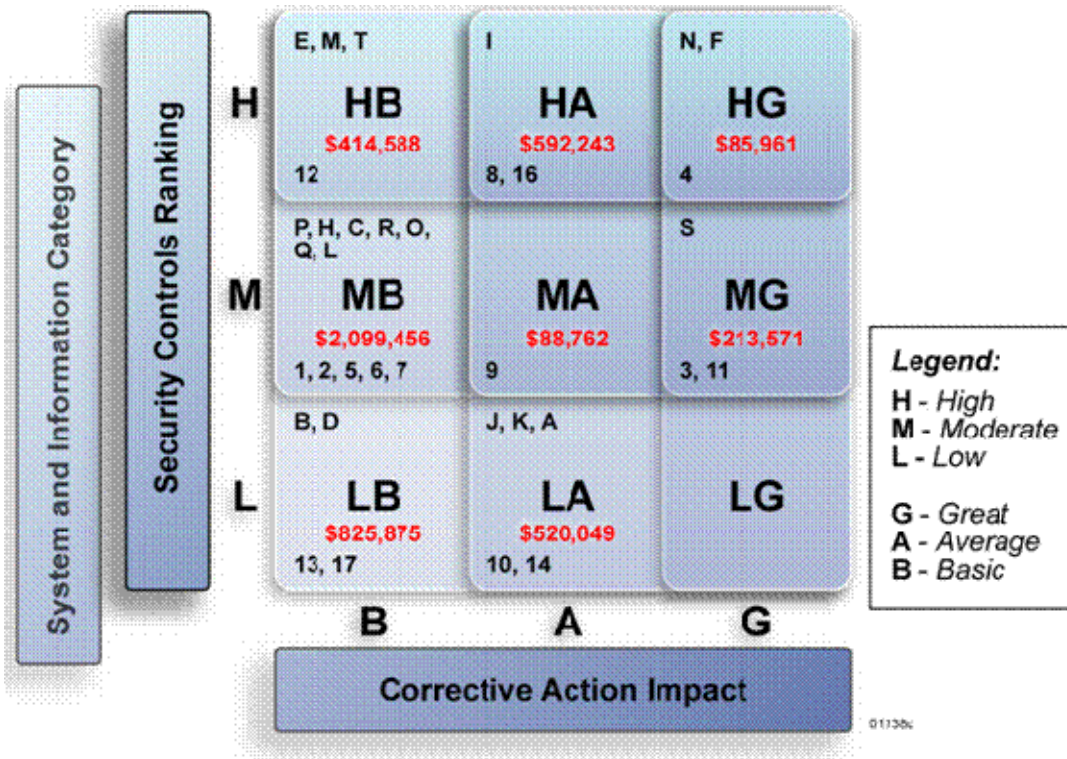 System and Information Category
Security Controls Ranking
H
M
L
E, M, T
HB
$414,588
12
I
HA
$592,243
8, 16
N, F
HG
$85,961
4
P, H, C, R, O,
Q, L
MB
$2,099,456
1, 2, 5, 6, 7
MA
$88,762
9
S
MG
$213,571
3, 11
B, D
LB
$825,875
13, 17
J, K, A
LA
$520,049
10, 14
LG
B
A
G
Corrective Action Impact
Legend:
H - High
M - Moderate
L - Low
G - Great
A - Average
B - Basic